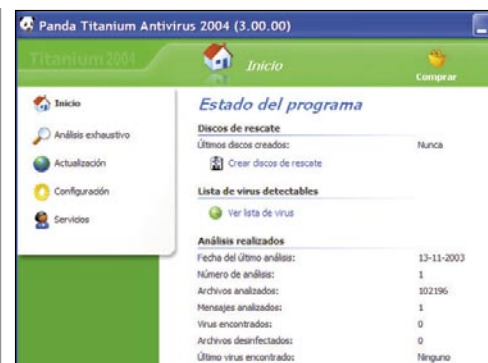 Panda Titanium Antivirus 2004 (3.00.00)
Titanium 2004
Inicio
Comprar
Inicio
Análisis exhaustivo
Actualización
Configuración
Servicios
Estado del programa
Discos de rescate
Últimos discos creados: Nunca
Crear discos de rescate
Lista de virus detectables
Ver lista de virus
Análisis realizados
Fecha del último análisis: 13-11-2003
Número de análisis: 1
Archivos analizados: 102196
Mensajes analizados: 1
Virus encontrados: 0
Archivos desinfectados: 0
Último virus encontrado: Ninguno